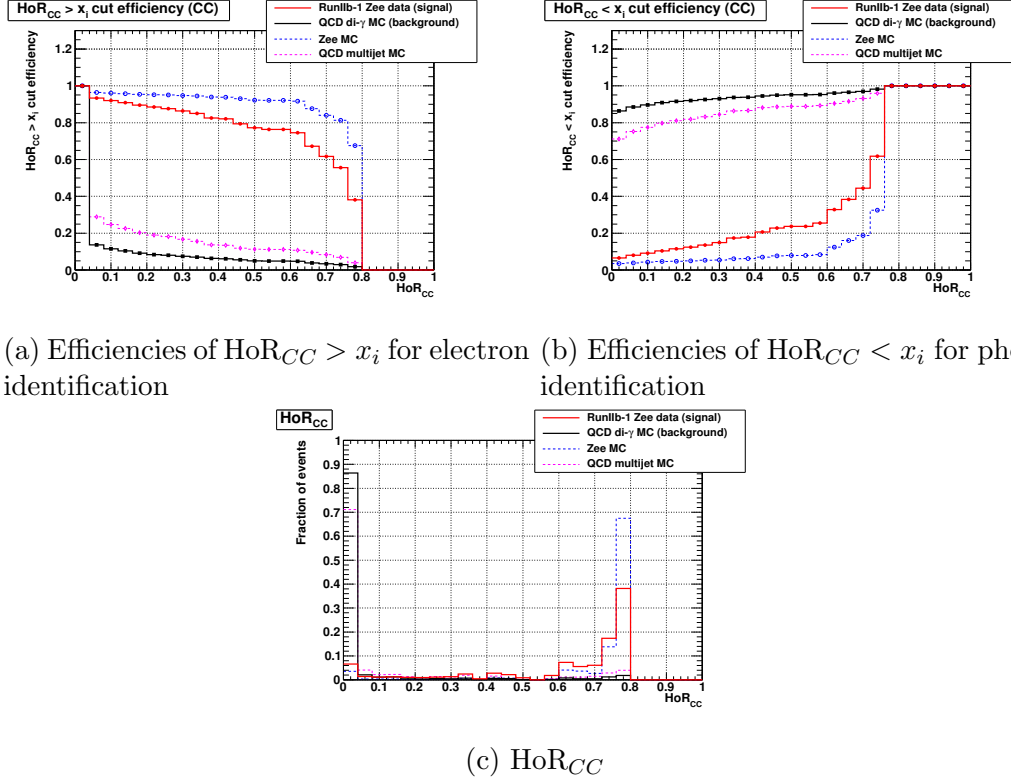 HoR_CC > x_i cut efficiency (CC)
RunIIb-1 Zee data (signal)
QCD di-γ MC (background)
Zee MC
QCD multijet MC
HoR_CC > x_i cut efficiency
1.2
1
0.8
0.6
0.4
0.2
0
0 0.1 0.2 0.3 0.4 0.5 0.6 0.7 0.8 0.9 1
HoR_CC
HoR_CC < x_i cut efficiency (CC)
RunIIb-1 Zee data (signal)
QCD di-γ MC (background)
Zee MC
QCD multijet MC
HoR_CC < x_i cut efficiency
1.2
1
0.8
0.6
0.4
0.2
0
0 0.1 0.2 0.3 0.4 0.5 0.6 0.7 0.8 0.9 1
HoR_CC
(a) Efficiencies of HoR_CC > x_i for electron
identification
(b) Efficiencies of HoR_CC < x_i for pho
identification
HoR_CC
RunIIb-1 Zee data (signal)
QCD di-γ MC (background)
Zee MC
QCD multijet MC
Fraction of events
1
0.9
0.8
0.7
0.6
0.5
0.4
0.3
0.2
0.1
0
0 0.1 0.2 0.3 0.4 0.5 0.6 0.7 0.8 0.9 1
HoR_CC
(c) HoR_CC